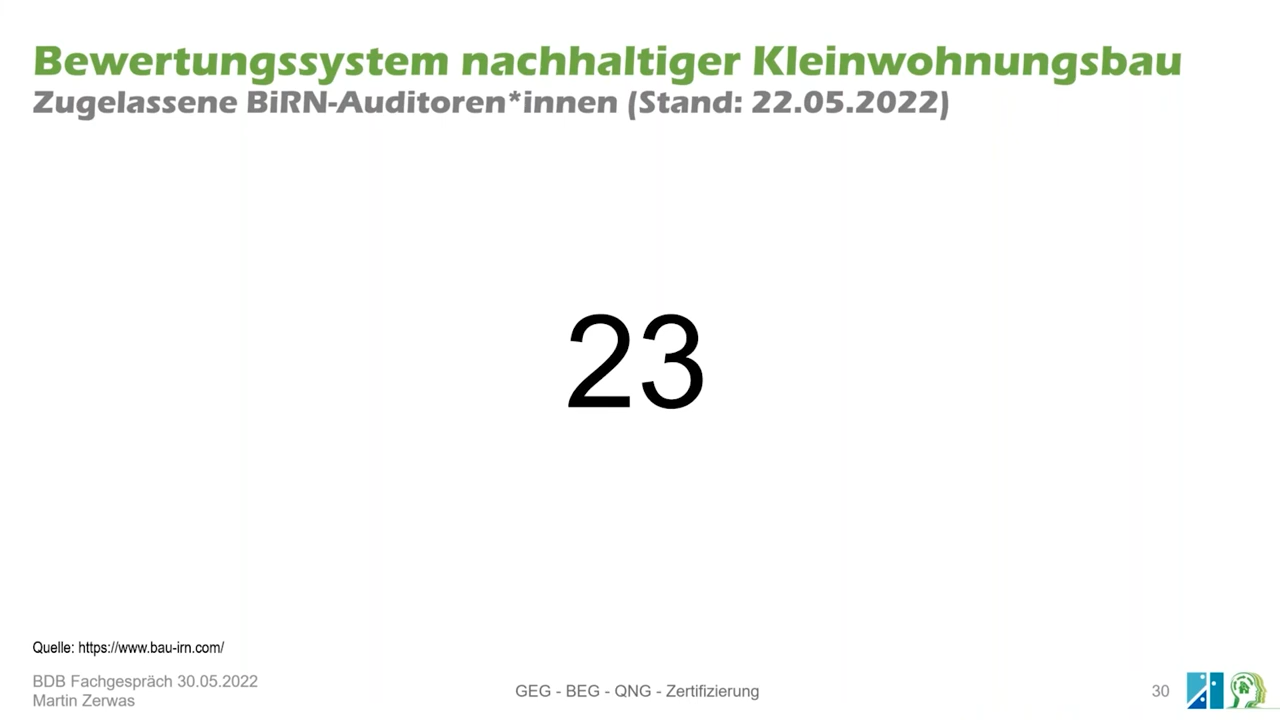 Bewertungssystem nachhaltiger Kleinwohnungsbau
Zugelassene BiRN-Auditoren*innen (Stand: 22.05.2022)
23
Quelle: https://www.bau-irn.com/
BDB Fachgespräch 30.05.2022
Martin Zerwas
GEG - BEG - QNG - Zertifizierung
30